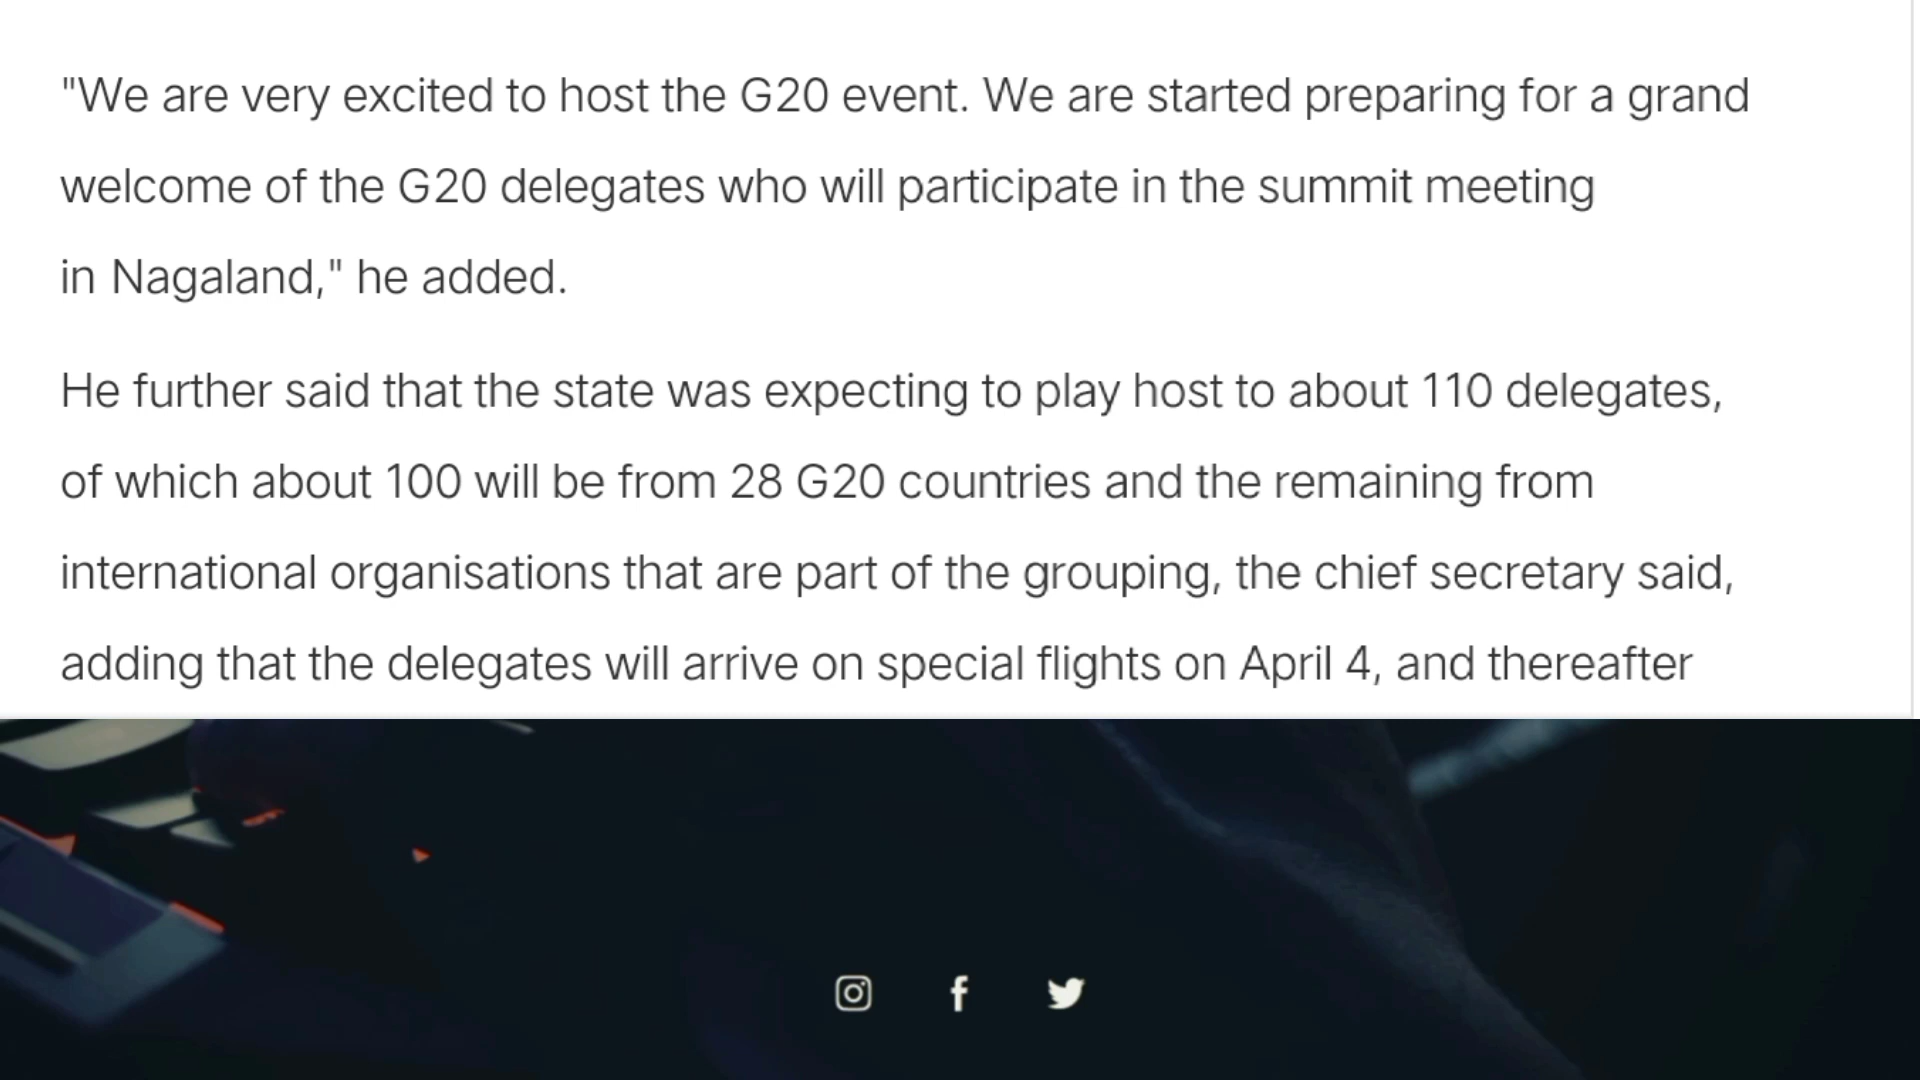 "We are very excited to host the G20 event. We are started preparing for a grand
welcome of the G20 delegates who will participate in the summit meeting
in Nagaland," he added.
He further said that the state was expecting to play host to about 110 delegates,
of which about 100 will be from 28 G20 countries and the remaining from
international organisations that are part of the grouping, the chief secretary said,
adding that the delegates will arrive on special flights on April 4, and thereafter